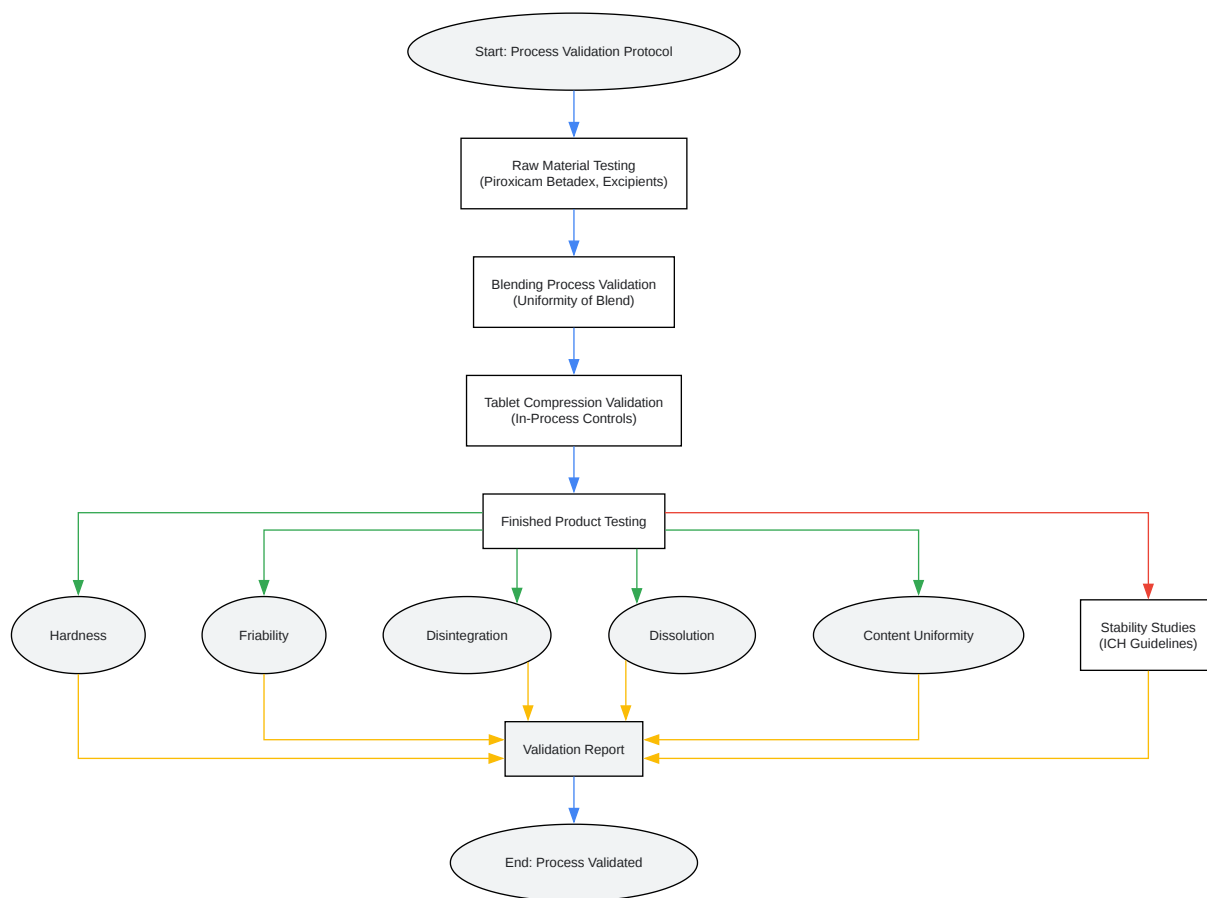 Start: Process Validation Protocol
Raw Material Testing
(Piroxicam Betadex, Excipients)
Blending Process Validation
(Uniformity of Blend)
Tablet Compression Validation
(In-Process Controls)
Finished Product Testing
Hardness
Friability
Disintegration
Dissolution
Content Uniformity
Stability Studies
(ICH Guidelines)
Validation Report
End: Process Validated